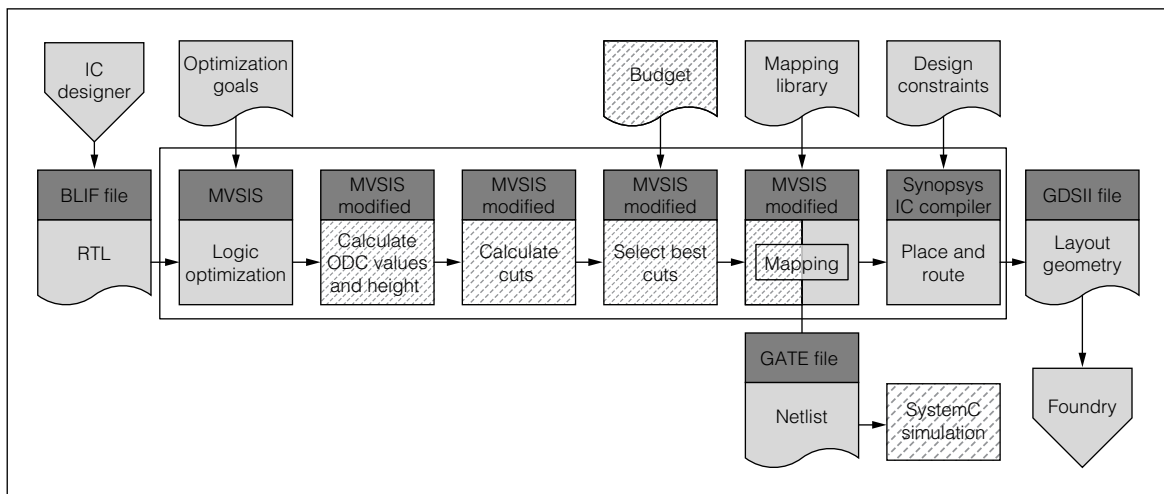 IC
designer
Optimization
goals
Budget
Mapping
library
Design
constraints
BLIF file
RTL
MVSIS
Logic
optimization
MVSIS
modified
Calculate
ODC values
and height
MVSIS
modified
Calculate
cuts
MVSIS
modified
Select best
cuts
MVSIS
modified
Mapping
Synopsys
IC compiler
Place and
route
GDSII file
Layout
geometry
GATE file
Netlist
SystemC
simulation
Foundry